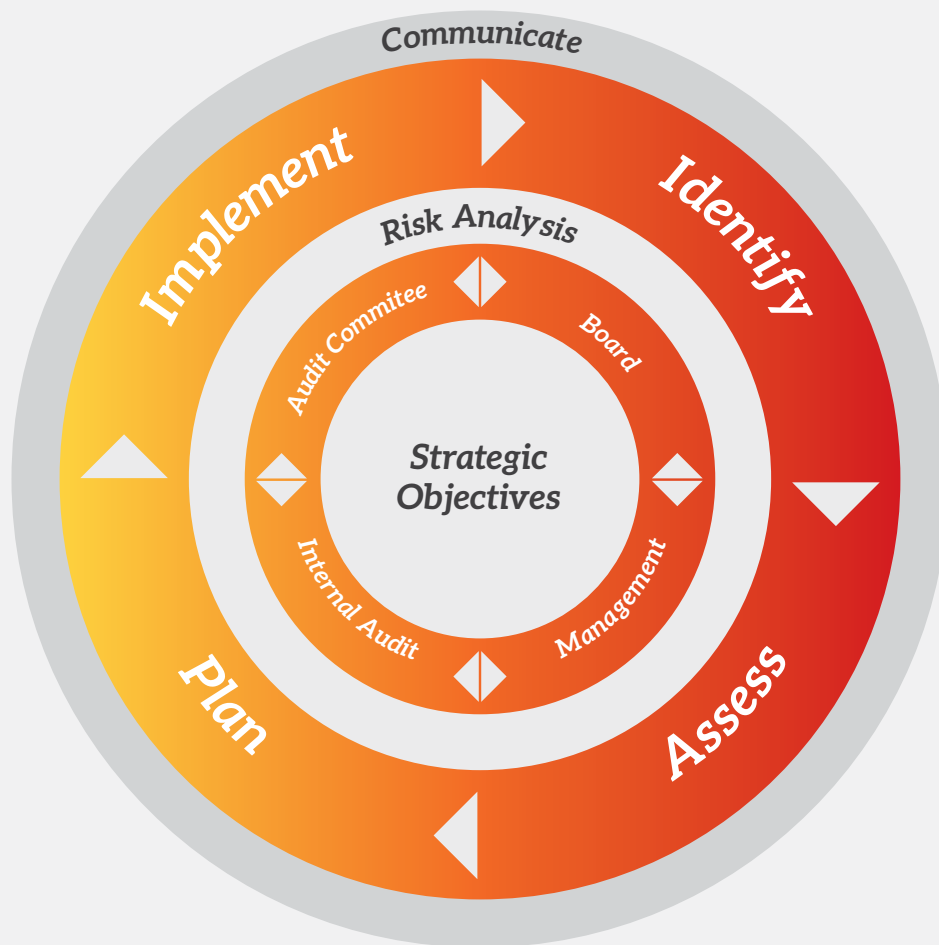 Communicate
Implement
Identify
Risk Analysis
Audit Commitee
Board
Strategic
Objectives
Internal Audit
Management
Plan
Assess